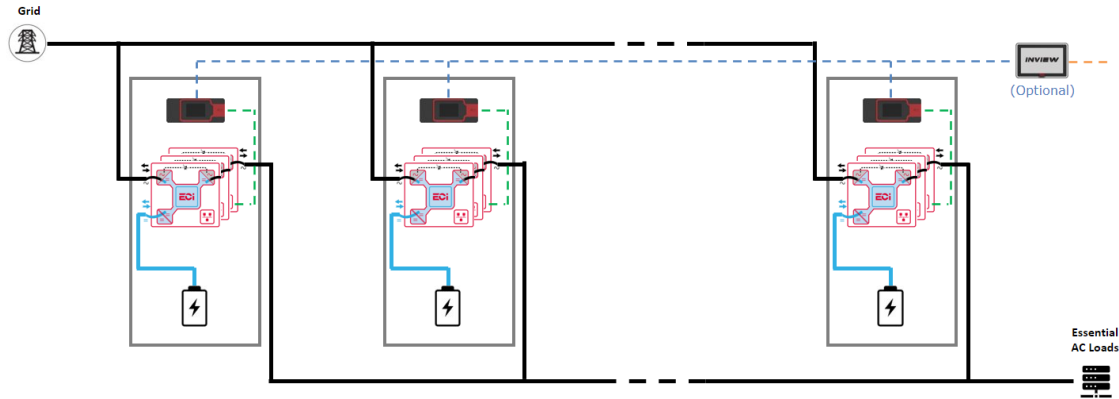 Grid
INVIEW
(Optional)
ECi
ECi
ECi
Essential
AC Loads